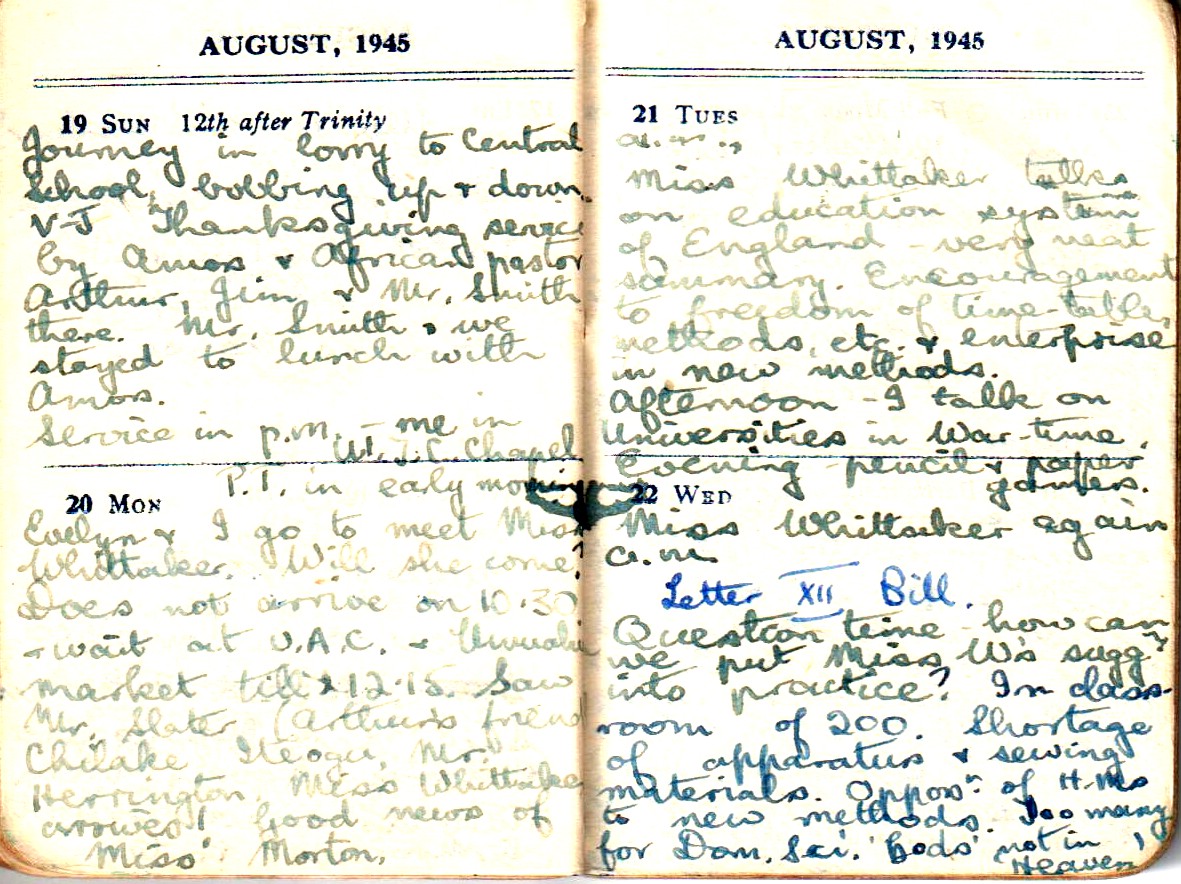 AUGUST, 1945
19 SUN 12th after Trinity
Journey in lorry to Central
School, bobbing up & down.
V-J Thanksgiving service
by Amos & African pastor
Arthur, Jim & Mr. Smith
there. Mr. Smith & we
stayed to lunch with
Amos.
Service in p.m. - me in
W.T.C. Chapel
P.T. in early morning
20 MON
Evelyn & I go to meet Miss
Whittaker. Will she come?
Does not arrive on 10.30
- wait at U.A.C. & Umuahia
market till 12.15. Saw
Mr. Slater (Arthur's friend
Chilake Mr.
Herrington, Miss Whittaker
arrives! Good news of
Miss Morton.
AUGUST, 1945
21 TUES
a.m.,
Miss Whittaker talks
on education system
of England - very neat
summary. Encouragement
to freedom of time-table,
methods, etc. & enterprise
in new methods.
Afternoon - I talk on
Universities in War-time.
Evening - pencil & paper
games.
22 WED
Miss Whittaker again
a.m.
Letter XII Bill.
Question time - how can
we put Miss W's suggns
into practice? In class-
room of 200. Shortage
of apparatus & sewing
materials. Opposn. of H.Ms
to new methods. Too many
for Dom. Sci. 'Gods' not in
Heaven!